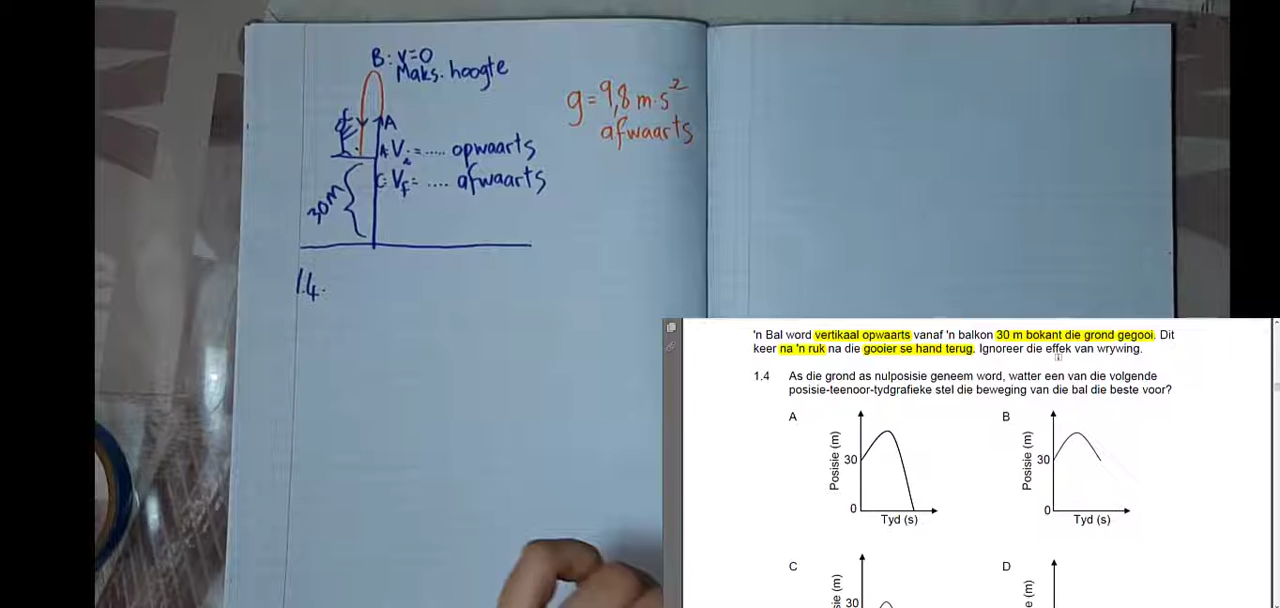 B: v=0
Maks. hoogte
g=9,8 m·s²
afwaarts
A
A Vᵢ = ..... opwaarts
C: V_f = .... afwaarts
30m
1.4.
'n Bal word vertikaal opwaarts vanaf 'n balkon 30 m bokant die grond gegooi. Dit
keer na 'n ruk na die gooier se hand terug. Ignoreer die effek van wrywing.
1.4 As die grond as nulposisie geneem word, watter een van die volgende
posisie-teenoor-tydgrafieke stel die beweging van die bal die beste voor?
A
Posisie (m)
30
0
Tyd (s)
B
Posisie (m)
30
0
Tyd (s)
C
sie (m)
30
D
e (m)